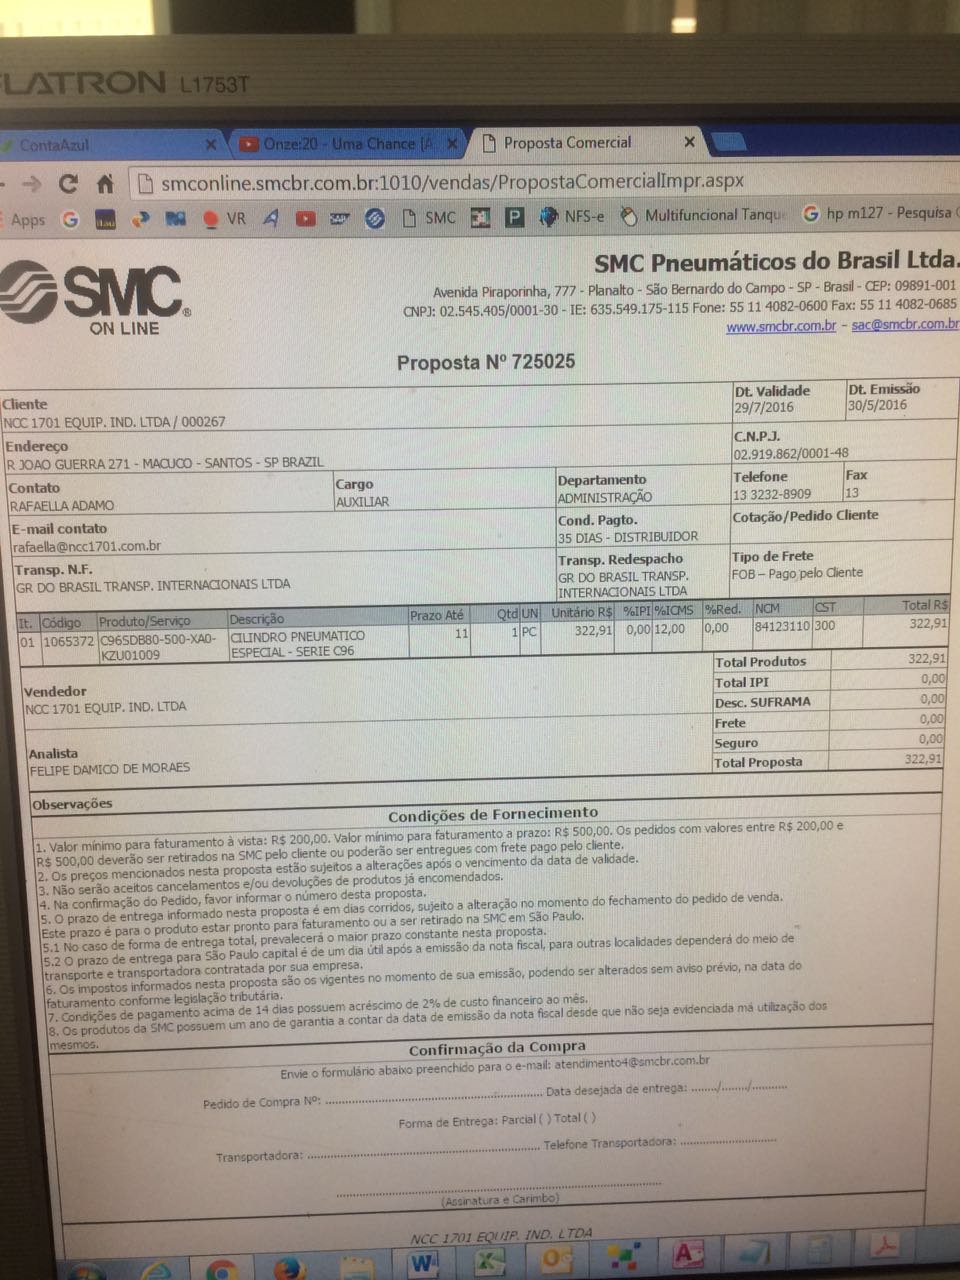 FLATRON L1753T
ContaAzul
Onze:20 - Uma Chance [A
Proposta Comercial
smconline.smcbr.com.br:1010/vendas/PropostaComercialImpr.aspx
Apps G VR SAP SMC P NFS-e Multifuncional Tanque G hp m127 - Pesquisa
SMC®
ON LINE
SMC Pneumáticos do Brasil Ltda.
Avenida Piraporinha, 777 - Planalto - São Bernardo do Campo - SP - Brasil - CEP: 09891-001
CNPJ: 02.545.405/0001-30 - IE: 635.549.175-115 Fone: 55 11 4082-0600 Fax: 55 11 4082-0685
www.smcbr.com.br - sac@smcbr.com.br
Proposta Nº 725025
Cliente
NCC 1701 EQUIP. IND. LTDA / 000267
Dt. Validade
29/7/2016
Dt. Emissão
30/5/2016
Endereço
R JOAO GUERRA 271 - MACUCO - SANTOS - SP BRAZIL
C.N.P.J.
02.919.862/0001-48
Contato
RAFAELLA ADAMO
Cargo
AUXILIAR
Departamento
ADMINISTRAÇÃO
Telefone
13 3232-8909
Fax
13
E-mail contato
rafaella@ncc1701.com.br
Cond. Pagto.
35 DIAS - DISTRIBUIDOR
Cotação/Pedido Cliente
Transp. N.F.
GR DO BRASIL TRANSP. INTERNACIONAIS LTDA
Transp. Redespacho
GR DO BRASIL TRANSP.
INTERNACIONAIS LTDA
Tipo de Frete
FOB – Pago pelo Cliente
It. Código Produto/Serviço Descrição Prazo Até Qtd UN Unitário R$ %IPI %ICMS %Red. NCM CST Total R$
01 1065372 C96SDB80-500-XA0- CILINDRO PNEUMATICO 11 1 PC 322,91 0,00 12,00 0,00 84123110 300 322,91
KZU01009 ESPECIAL - SERIE C96
Total Produtos 322,91
Total IPI 0,00
Desc. SUFRAMA 0,00
Frete 0,00
Seguro 0,00
Total Proposta 322,91
Vendedor
NCC 1701 EQUIP. IND. LTDA
Analista
FELIPE DAMICO DE MORAES
Observações
Condições de Fornecimento
1. Valor mínimo para faturamento à vista: R$ 200,00. Valor mínimo para faturamento a prazo: R$ 500,00. Os pedidos com valores entre R$ 200,00 e
R$ 500,00 deverão ser retirados na SMC pelo cliente ou poderão ser entregues com frete pago pelo cliente.
2. Os preços mencionados nesta proposta estão sujeitos a alterações após o vencimento da data de validade.
3. Não serão aceitos cancelamentos e/ou devoluções de produtos já encomendados.
4. Na confirmação do Pedido, favor informar o número desta proposta.
5. O prazo de entrega informado nesta proposta é em dias corridos, sujeito a alteração no momento do fechamento do pedido de venda.
Este prazo é para o produto estar pronto para faturamento ou a ser retirado na SMC em São Paulo.
5.1 No caso de forma de entrega total, prevalecerá o maior prazo constante nesta proposta.
5.2 O prazo de entrega para São Paulo capital é de um dia útil após a emissão da nota fiscal, para outras localidades dependerá do meio de
transporte e transportadora contratada por sua empresa.
6. Os impostos informados nesta proposta são os vigentes no momento de sua emissão, podendo ser alterados sem aviso prévio, na data do
faturamento conforme legislação tributária.
7. Condições de pagamento acima de 14 dias possuem acréscimo de 2% de custo financeiro ao mês.
8. Os produtos da SMC possuem um ano de garantia a contar da data de emissão da nota fiscal desde que não seja evidenciada má utilização dos
mesmos.
Confirmação da Compra
Envie o formulário abaixo preenchido para o e-mail: atendimento4@smcbr.com.br
Pedido de Compra Nº: ........................ Data desejada de entrega: ......../......../...........
Forma de Entrega: Parcial ( ) Total ( )
Transportadora: ........................ Telefone Transportadora: ........................
(Assinatura e Carimbo)
NCC 1701 EQUIP. IND. LTDA